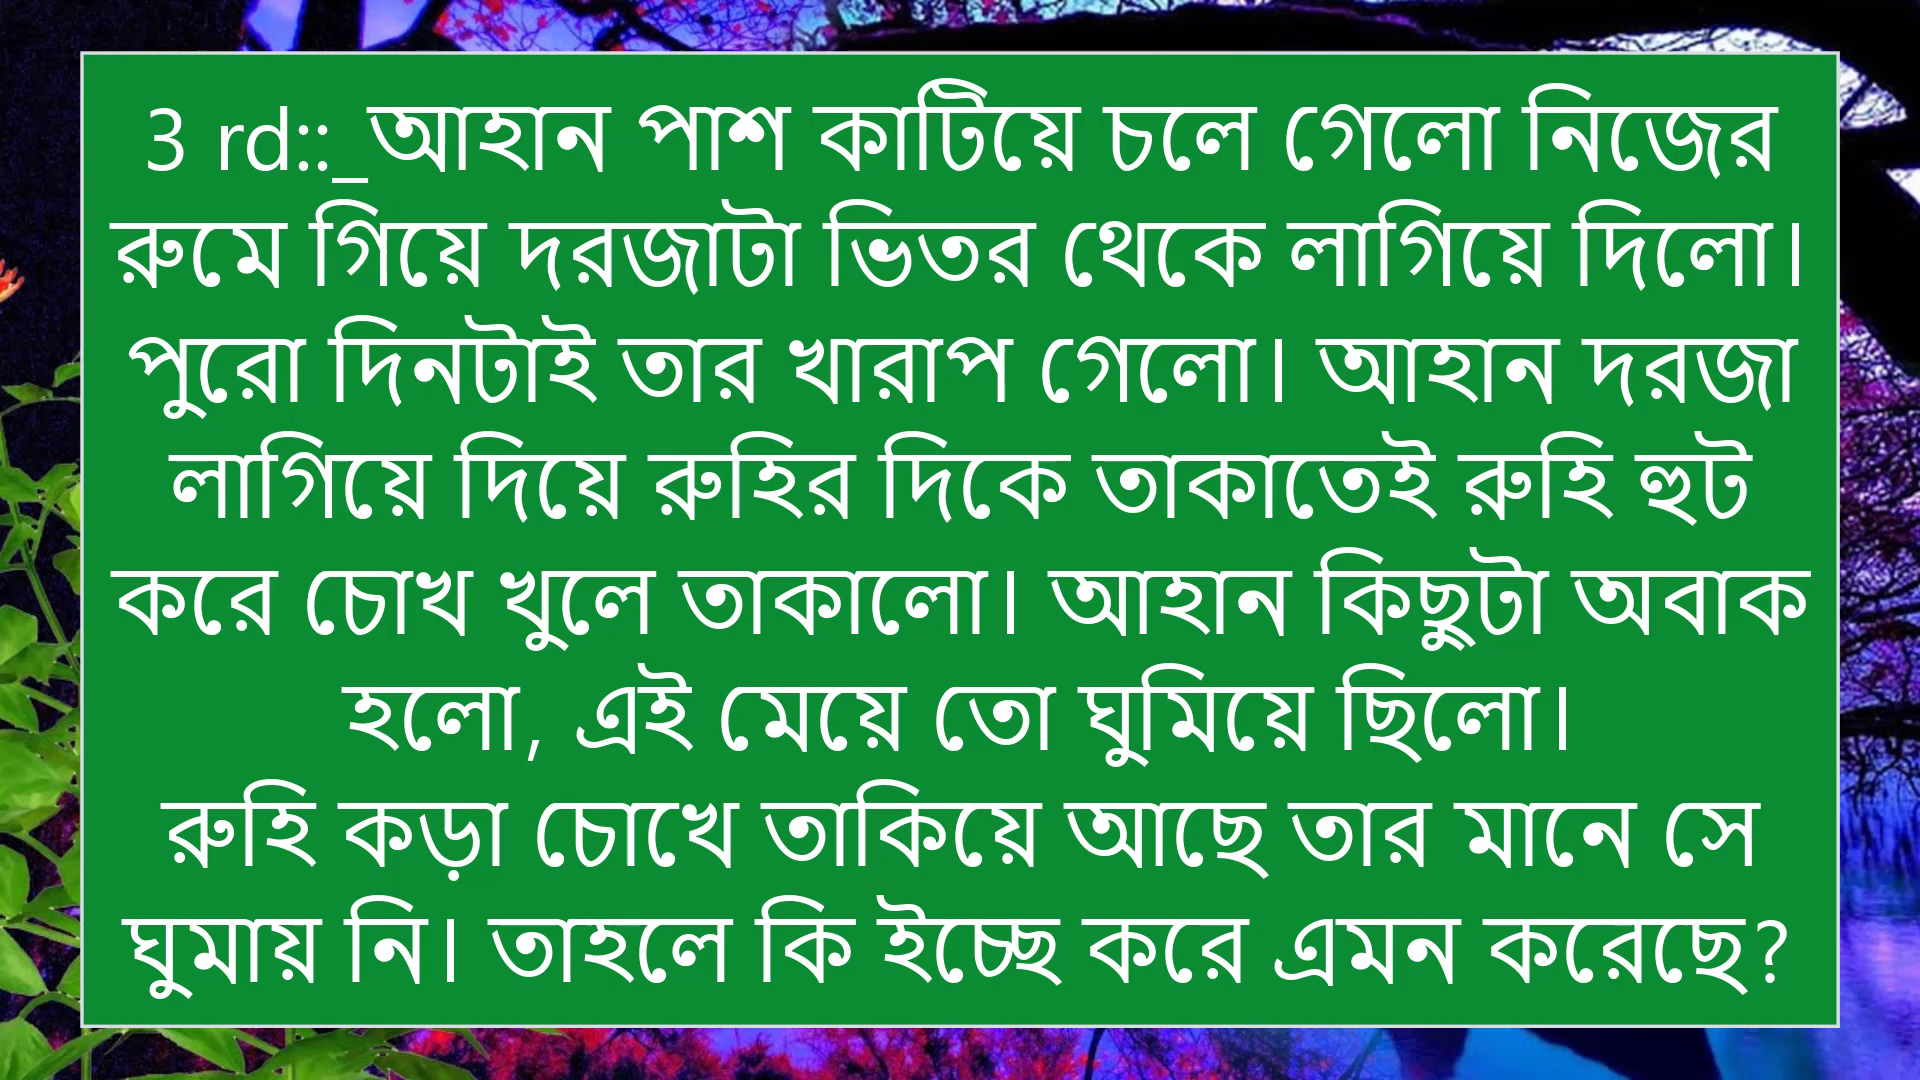 3 rd::_আহান পাশ কাটিয়ে চলে গেলো নিজের
রুমে গিয়ে দরজাটা ভিতর থেকে লাগিয়ে দিলো।
পুরো দিনটাই তার খারাপ গেলো। আহান দরজা
লাগিয়ে দিয়ে রুহির দিকে তাকাতেই রুহি হুট
করে চোখ খুলে তাকালো। আহান কিছুটা অবাক
হলো, এই মেয়ে তো ঘুমিয়ে ছিলো।
রুহি কড়া চোখে তাকিয়ে আছে তার মানে সে
ঘুমায় নি। তাহলে কি ইচ্ছে করে এমন করেছে?